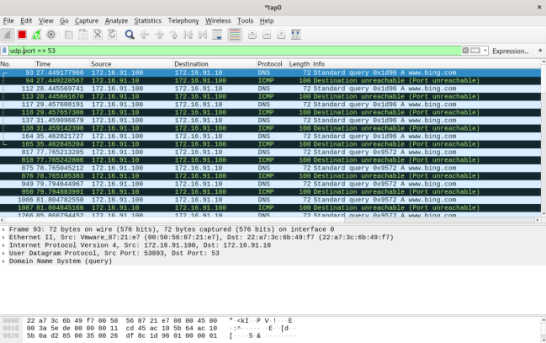 *tap0
File Edit View Go Capture Analyze Statistics Telephony Wireless Tools Help
udp.port == 53
Expression...
No. Time Source Destination Protocol Length Info
93 27.449177966 172.16.91.100 172.16.91.10 DNS 72 Standard query 0x1d96 A www.bing.com
94 27.449220567 172.16.91.10 172.16.91.100 ICMP 100 Destination unreachable (Port unreachable)
112 28.445569741 172.16.91.100 172.16.91.10 DNS 72 Standard query 0x1d96 A www.bing.com
113 28.445601670 172.16.91.10 172.16.91.100 ICMP 100 Destination unreachable (Port unreachable)
117 29.457608191 172.16.91.100 172.16.91.10 DNS 72 Standard query 0x1d96 A www.bing.com
118 29.457657306 172.16.91.10 172.16.91.100 ICMP 100 Destination unreachable (Port unreachable)
137 31.459096679 172.16.91.100 172.16.91.10 DNS 72 Standard query 0x1d96 A www.bing.com
138 31.459142398 172.16.91.10 172.16.91.100 ICMP 100 Destination unreachable (Port unreachable)
164 35.462821727 172.16.91.100 172.16.91.10 DNS 72 Standard query 0x1d96 A www.bing.com
165 35.462845204 172.16.91.10 172.16.91.100 ICMP 100 Destination unreachable (Port unreachable)
817 77.765213205 172.16.91.100 172.16.91.10 DNS 72 Standard query 0x9572 A www.bing.com
818 77.765242806 172.16.91.10 172.16.91.100 ICMP 100 Destination unreachable (Port unreachable)
875 78.765045212 172.16.91.100 172.16.91.10 DNS 72 Standard query 0x9572 A www.bing.com
876 78.765105383 172.16.91.10 172.16.91.100 ICMP 100 Destination unreachable (Port unreachable)
949 79.794644967 172.16.91.100 172.16.91.10 DNS 72 Standard query 0x9572 A www.bing.com
950 79.794883991 172.16.91.10 172.16.91.100 ICMP 100 Destination unreachable (Port unreachable)
1086 81.804782550 172.16.91.100 172.16.91.10 DNS 72 Standard query 0x9572 A www.bing.com
1087 81.804845160 172.16.91.10 172.16.91.100 ICMP 100 Destination unreachable (Port unreachable)
172.16.91.100 172.16.91.10 DNS 72 Standard query 0x9572 A www.bing.com
Frame 93: 72 bytes on wire (576 bits), 72 bytes captured (576 bits) on interface 0
Ethernet II, Src: Vmware_87:21:e7 (00:50:56:87:21:e7), Dst: 22:a7:3c:6b:49:f7 (22:a7:3c:6b:49:f7)
Internet Protocol Version 4, Src: 172.16.91.100, Dst: 172.16.91.10
User Datagram Protocol, Src Port: 53893, Dst Port: 53
Domain Name System (query)
0000 22 a7 3c 6b 49 f7 00 50 56 87 21 e7 08 00 45 00
0010 00 3a 5e de 00 00 80 11 cd 45 ac 10 5b 64 ac 10
0020 5b 0a d2 85 00 35 00 26 df 8c 1d 96 01 00 00 01